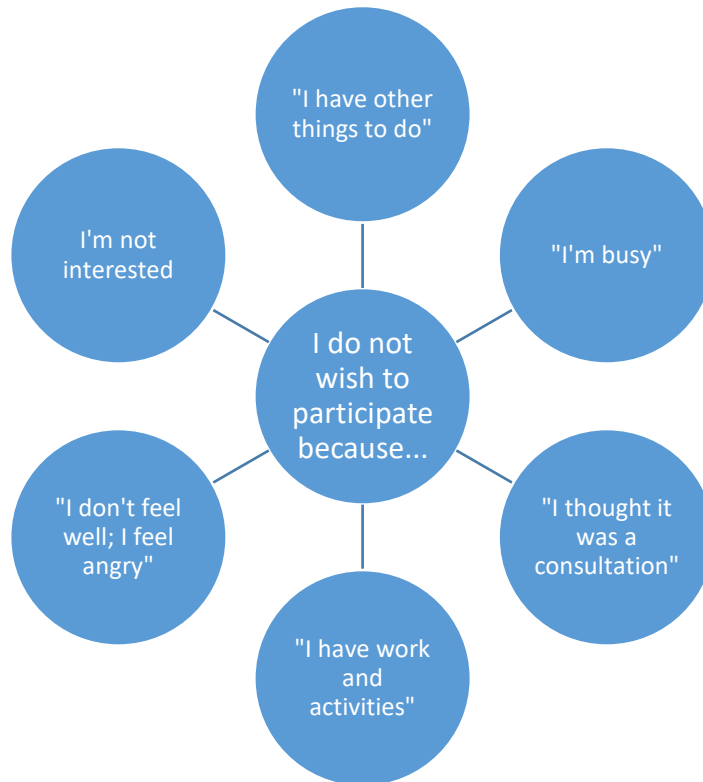 "I have other
things to do"
I'm not
interested
"I'm busy"
I do not
wish to
participate
because...
"I don't feel
well; I feel
angry"
"I thought it
was a
consultation"
"I have work
and
activities"